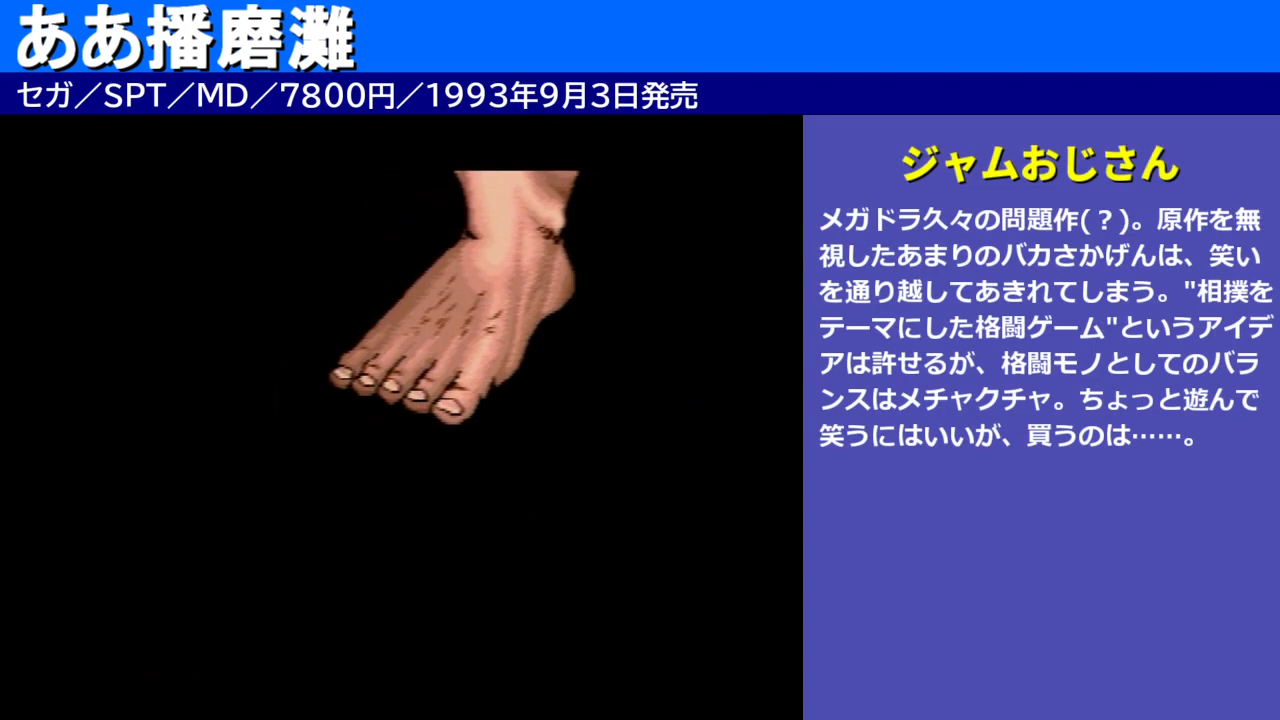 ああ播磨灘
セガ／SPT／MD／7800円／1993年9月3日発売
ジャムおじさん
メガドラ久々の問題作(？)。原作を無
視したあまりのバカさかげんは、笑い
を通り越してあきれてしまう。"相撲を
テーマにした格闘ゲーム"というアイデ
アは許せるが、格闘モノとしてのバラ
ンスはメチャクチャ。ちょっと遊んで
笑うにはいいが、買うのは……。